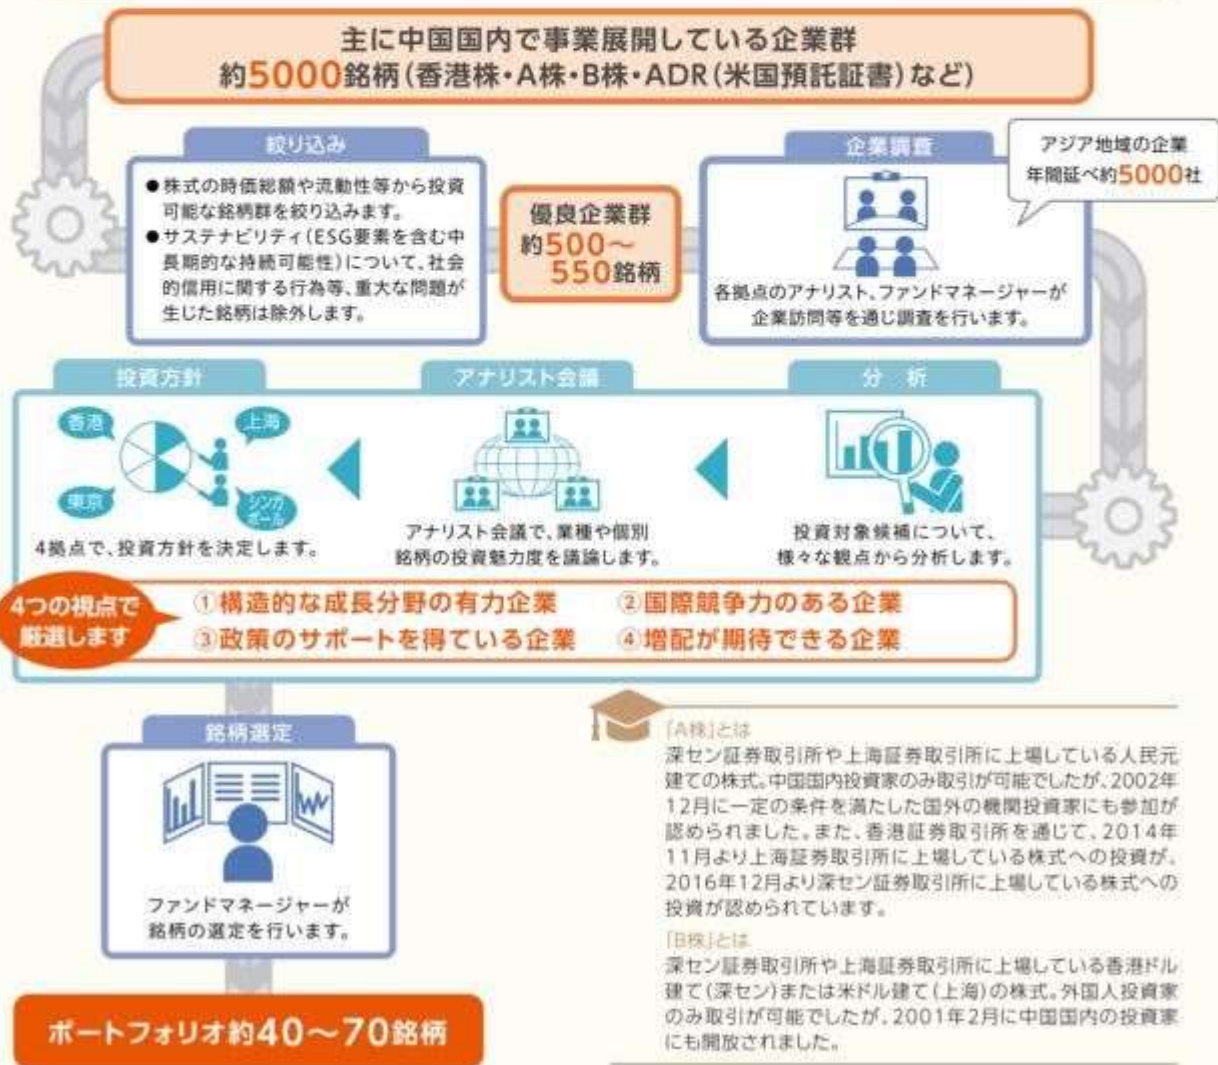 主に中国国内で事業展開している企業群
約5000銘柄(香港株・A株・B株・ADR(米国預託証書)など)
絞り込み
●株式の時価総額や流動性等から投資
可能な銘柄群を絞り込みます。
●サステナビリティ(ESG要素を含む中
長期的な持続可能性)について、社会
的信用に関する行為等、重大な問題が
生じた銘柄は除外します。
優良企業群
約500～
550銘柄
企業調査
アジア地域の企業
年間延べ約5000社
各拠点のアナリスト、ファンドマネージャーが
企業訪問等を通じ調査を行います。
分 析
投資対象候補について、
様々な観点から分析します。
アナリスト会議
アナリスト会議で、業種や個別
銘柄の投資魅力度を議論します。
投資方針
香港
上海
東京
シンガ
ポール
4拠点で、投資方針を決定します。
4つの視点で
厳選します
①構造的な成長分野の有力企業 ②国際競争力のある企業
③政策のサポートを得ている企業 ④増配が期待できる企業
銘柄選定
ファンドマネージャーが
銘柄の選定を行います。
ポートフォリオ約40～70銘柄
「A株」とは
深セン証券取引所や上海証券取引所に上場している人民元
建ての株式。中国国内投資家のみ取引が可能でしたが、2002年
12月に一定の条件を満たした国外の機関投資家にも参加が
認められました。また、香港証券取引所を通じて、2014年
11月より上海証券取引所に上場している株式への投資が、
2016年12月より深セン証券取引所に上場している株式への
投資が認められています。
「B株」とは
深セン証券取引所や上海証券取引所に上場している香港ドル
建て(深セン)または米ドル建て(上海)の株式。外国人投資家
のみ取引が可能でしたが、2001年2月に中国国内の投資家
にも開放されました。